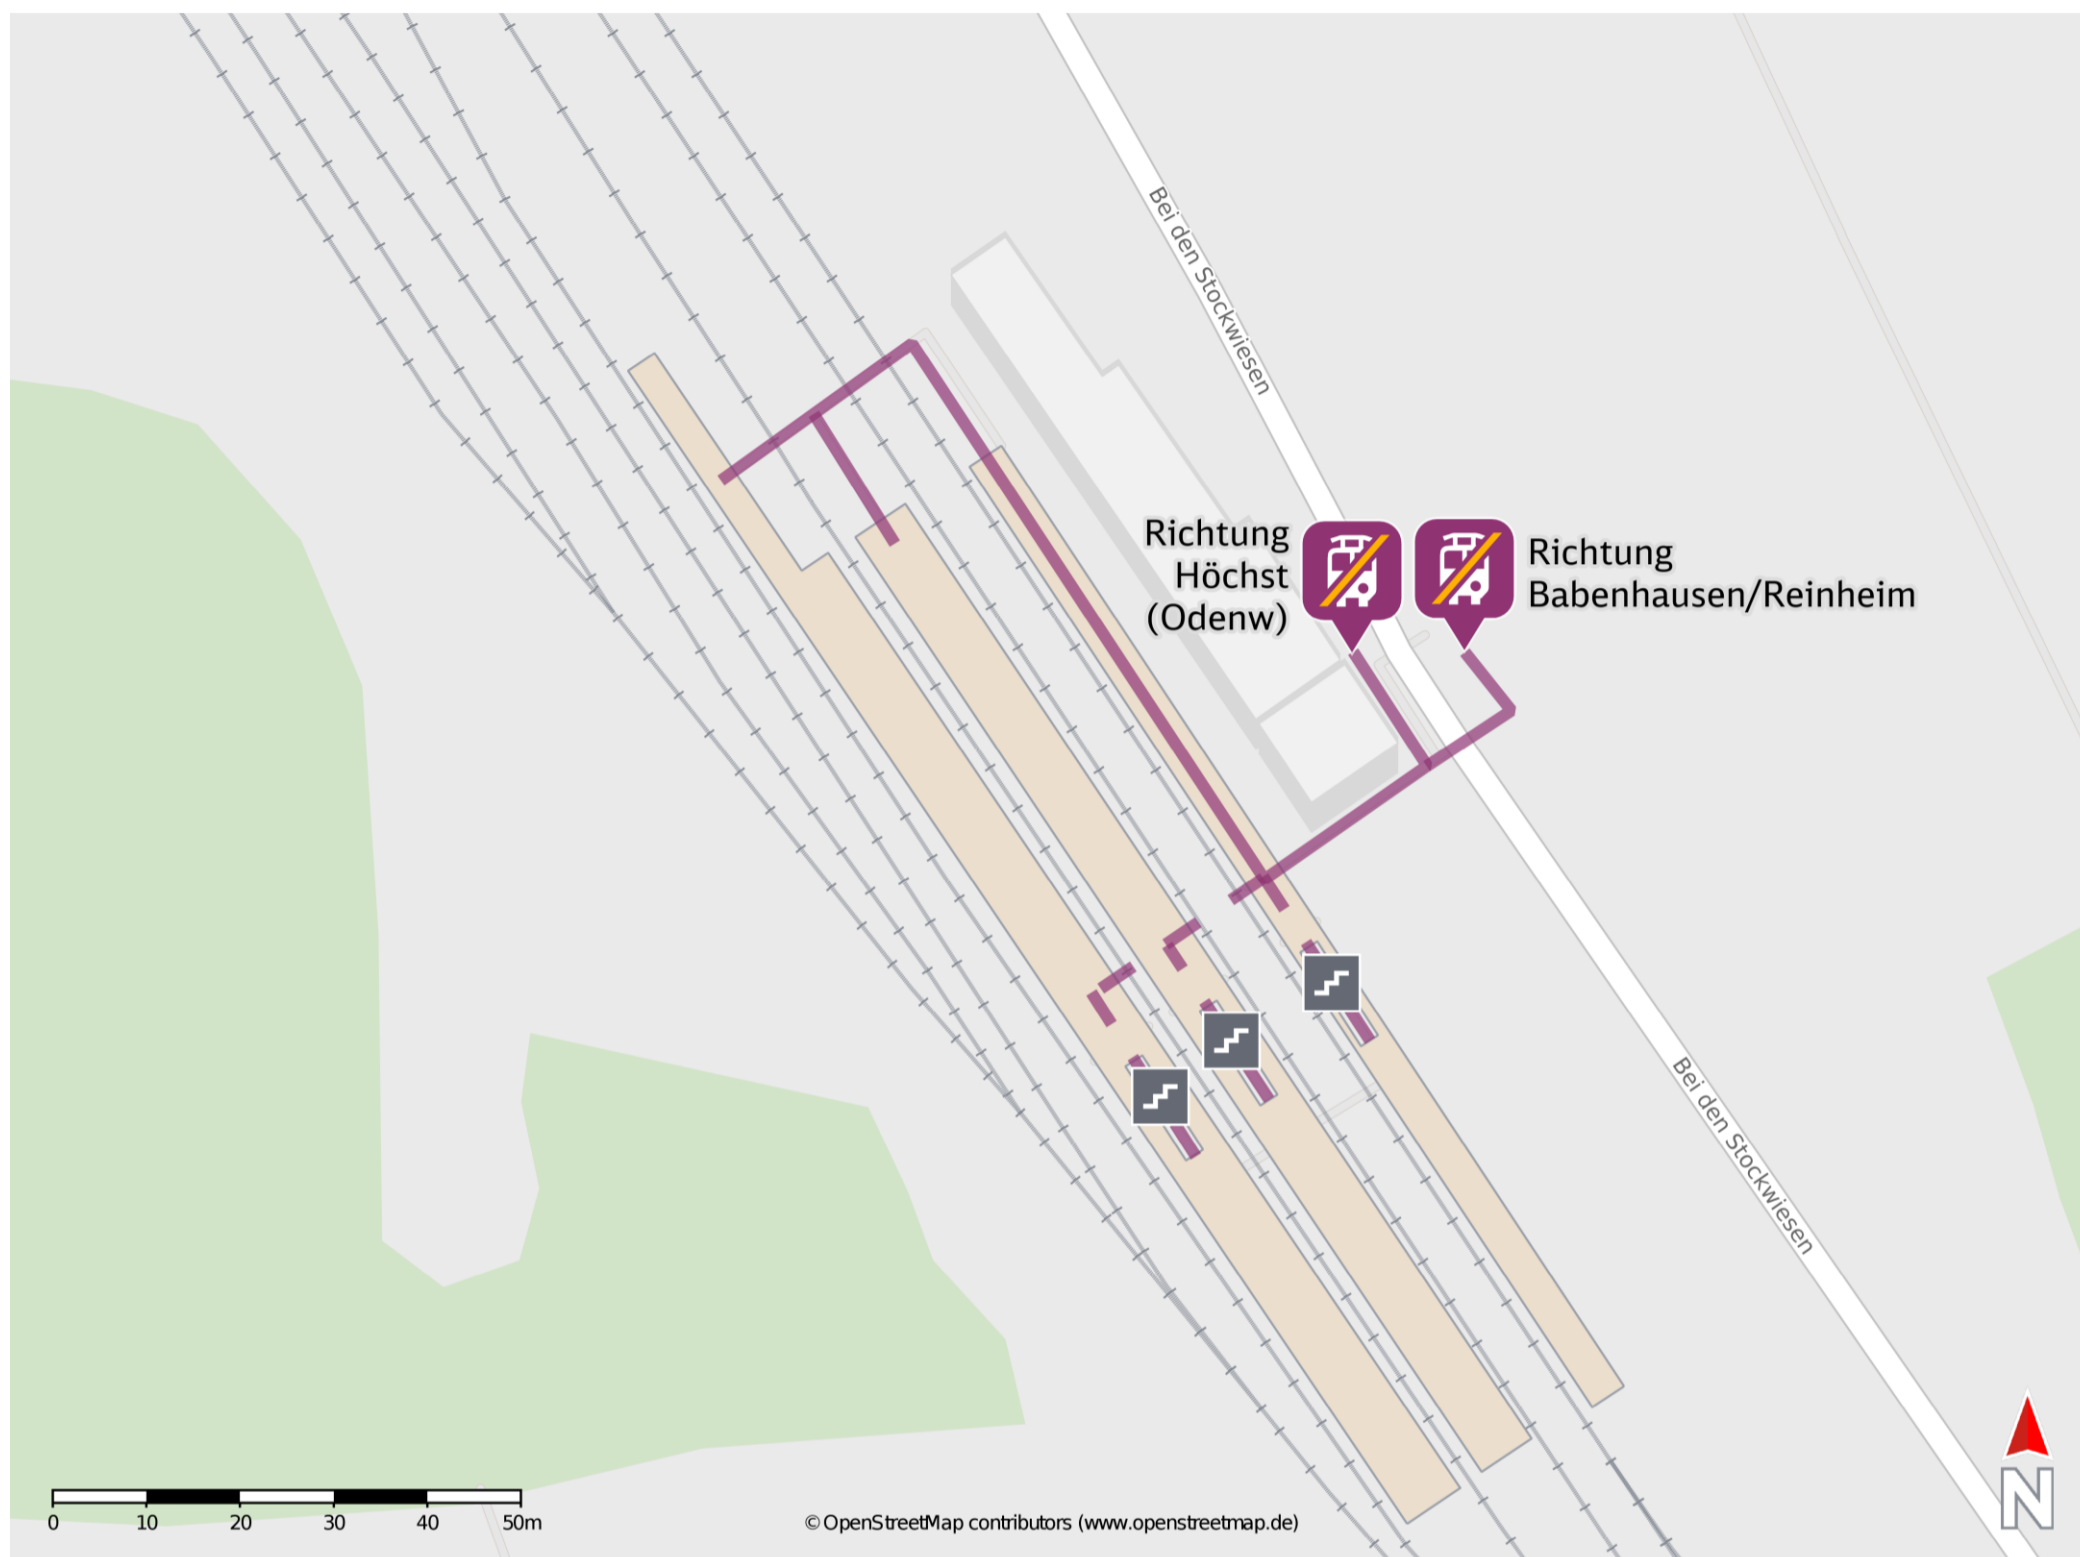 Bei den Stockwiesen
Richtung
Höchst
(Odenw)
Richtung
Babenhausen/Reinheim
Bei den Stockwiesen
0 10 20 30 40 50m
© OpenStreetMap contributors (www.openstreetmap.de)
N